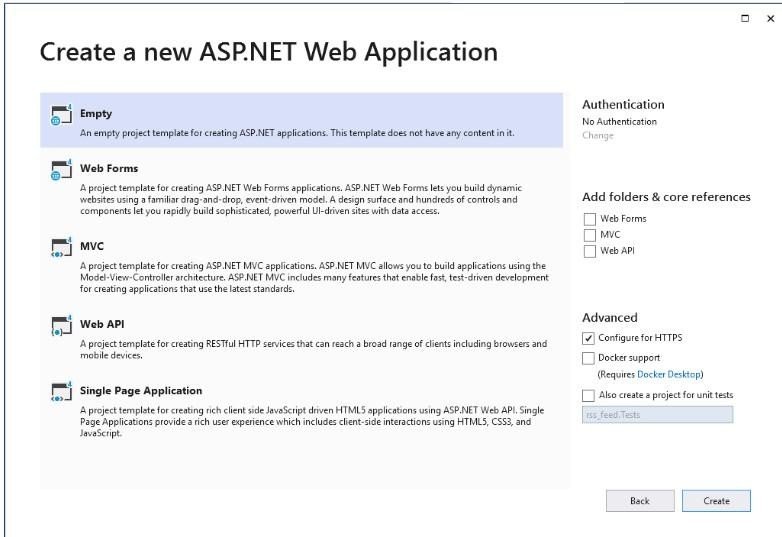 Create a new ASP.NET Web Application
Empty
An empty project template for creating ASP.NET applications. This template does not have any content in it.
Web Forms
A project template for creating ASP.NET Web Forms applications. ASP.NET Web Forms lets you build dynamic
websites using a familiar drag-and-drop, event-driven model. A design surface and hundreds of controls and
components let you rapidly build sophisticated, powerful UI-driven sites with data access.
MVC
A project template for creating ASP.NET MVC applications. ASP.NET MVC allows you to build applications using the
Model-View-Controller architecture. ASP.NET MVC includes many features that enable fast, test-driven development
for creating applications that use the latest standards.
Web API
A project template for creating RESTful HTTP services that can reach a broad range of clients including browsers and
mobile devices.
Single Page Application
A project template for creating rich client side JavaScript driven HTML5 applications using ASP.NET Web API. Single
Page Applications provide a rich user experience which includes client-side interactions using HTML5, CSS3, and
JavaScript.
Authentication
No Authentication
Change
Add folders & core references
Web Forms
MVC
Web API
Advanced
Configure for HTTPS
Docker support
(Requires Docker Desktop)
Also create a project for unit tests
rss_feed.Tests
Back
Create